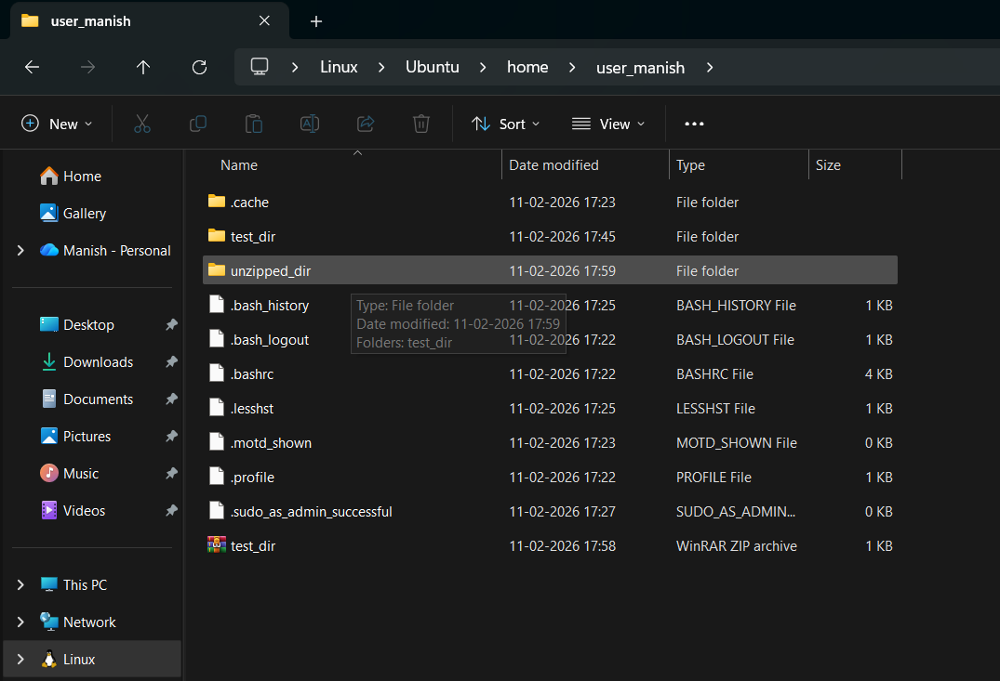 user_manish
Linux Ubuntu home user_manish
New Sort View
Home
Gallery
Manish - Personal
Desktop
Downloads
Documents
Pictures
Music
Videos
This PC
Network
Linux
Name Date modified Type Size
.cache 11-02-2026 17:23 File folder
test_dir 11-02-2026 17:45 File folder
unzipped_dir 11-02-2026 17:59 File folder
.bash_history 11-02-2026 17:25 BASH_HISTORY File 1 KB
.bash_logout 11-02-2026 17:22 BASH_LOGOUT File 1 KB
.bashrc 11-02-2026 17:22 BASHRC File 4 KB
.lesshst 11-02-2026 17:25 LESSHST File 1 KB
.motd_shown 11-02-2026 17:23 MOTD_SHOWN File 0 KB
.profile 11-02-2026 17:22 PROFILE File 1 KB
.sudo_as_admin_successful 11-02-2026 17:27 SUDO_AS_ADMIN... 0 KB
test_dir 11-02-2026 17:58 WinRAR ZIP archive 1 KB
Type: File folder
Date modified: 11-02-2026 17:59
Folders: test_dir